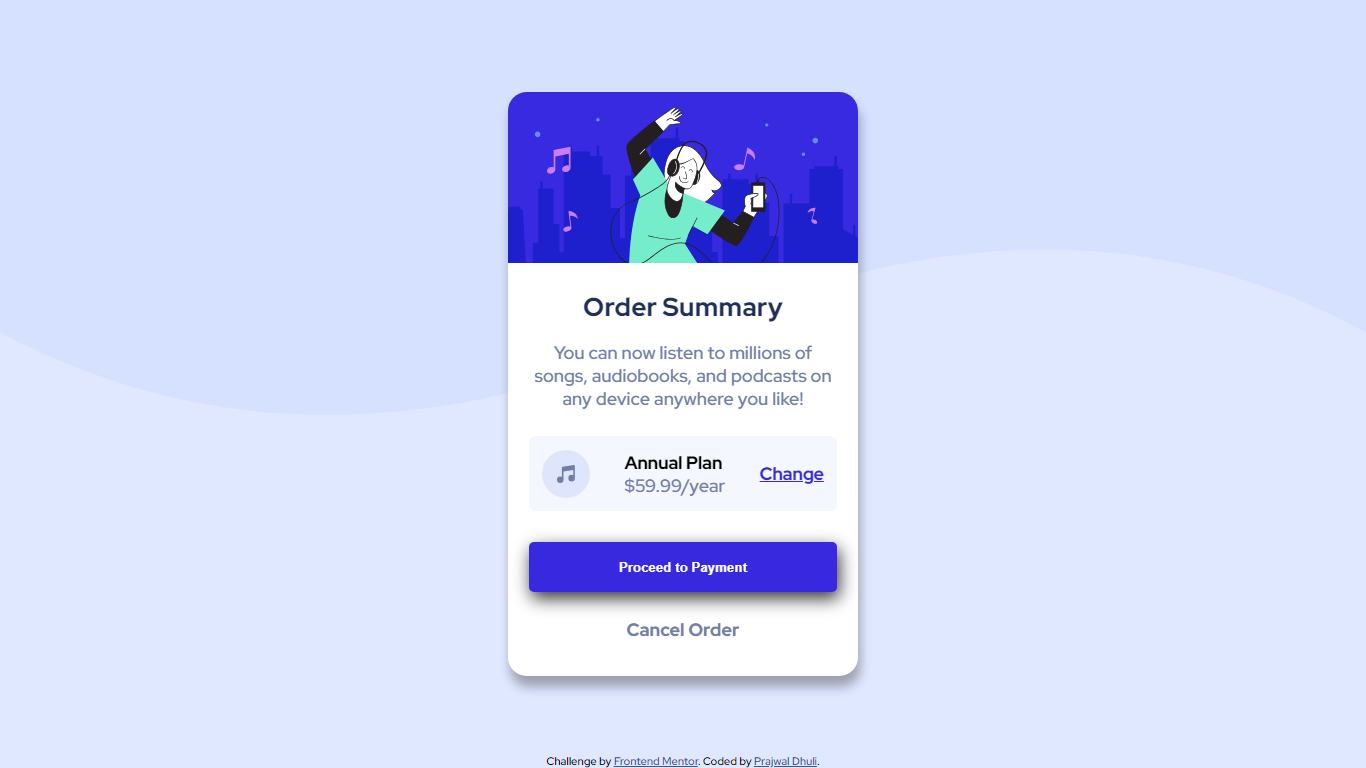 Order Summary
You can now listen to millions of
songs, audiobooks, and podcasts on
any device anywhere you like!
Annual Plan
$59.99/year
Change
Proceed to Payment
Cancel Order
Challenge by Frontend Mentor. Coded by Prajwal Dhuli.